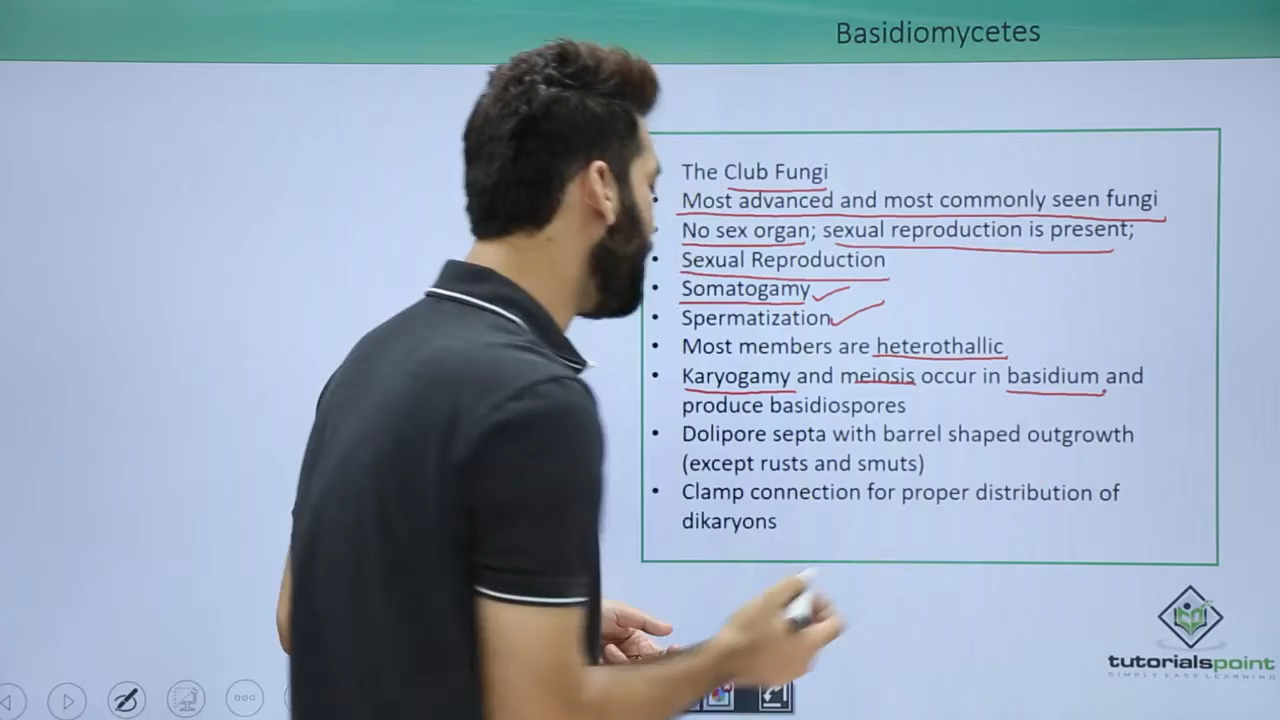 Basidiomycetes
The Club Fungi
Most advanced and most commonly seen fungi
No sex organ; sexual reproduction is present;
Sexual Reproduction
Somatogamy
Spermatization
Most members are heterothallic
Karyogamy and meiosis occur in basidium and
produce basidiospores
Dolipore septa with barrel shaped outgrowth
(except rusts and smuts)
Clamp connection for proper distribution of
dikaryons
tutorialspoint
SIMPLY EASY LEARNING